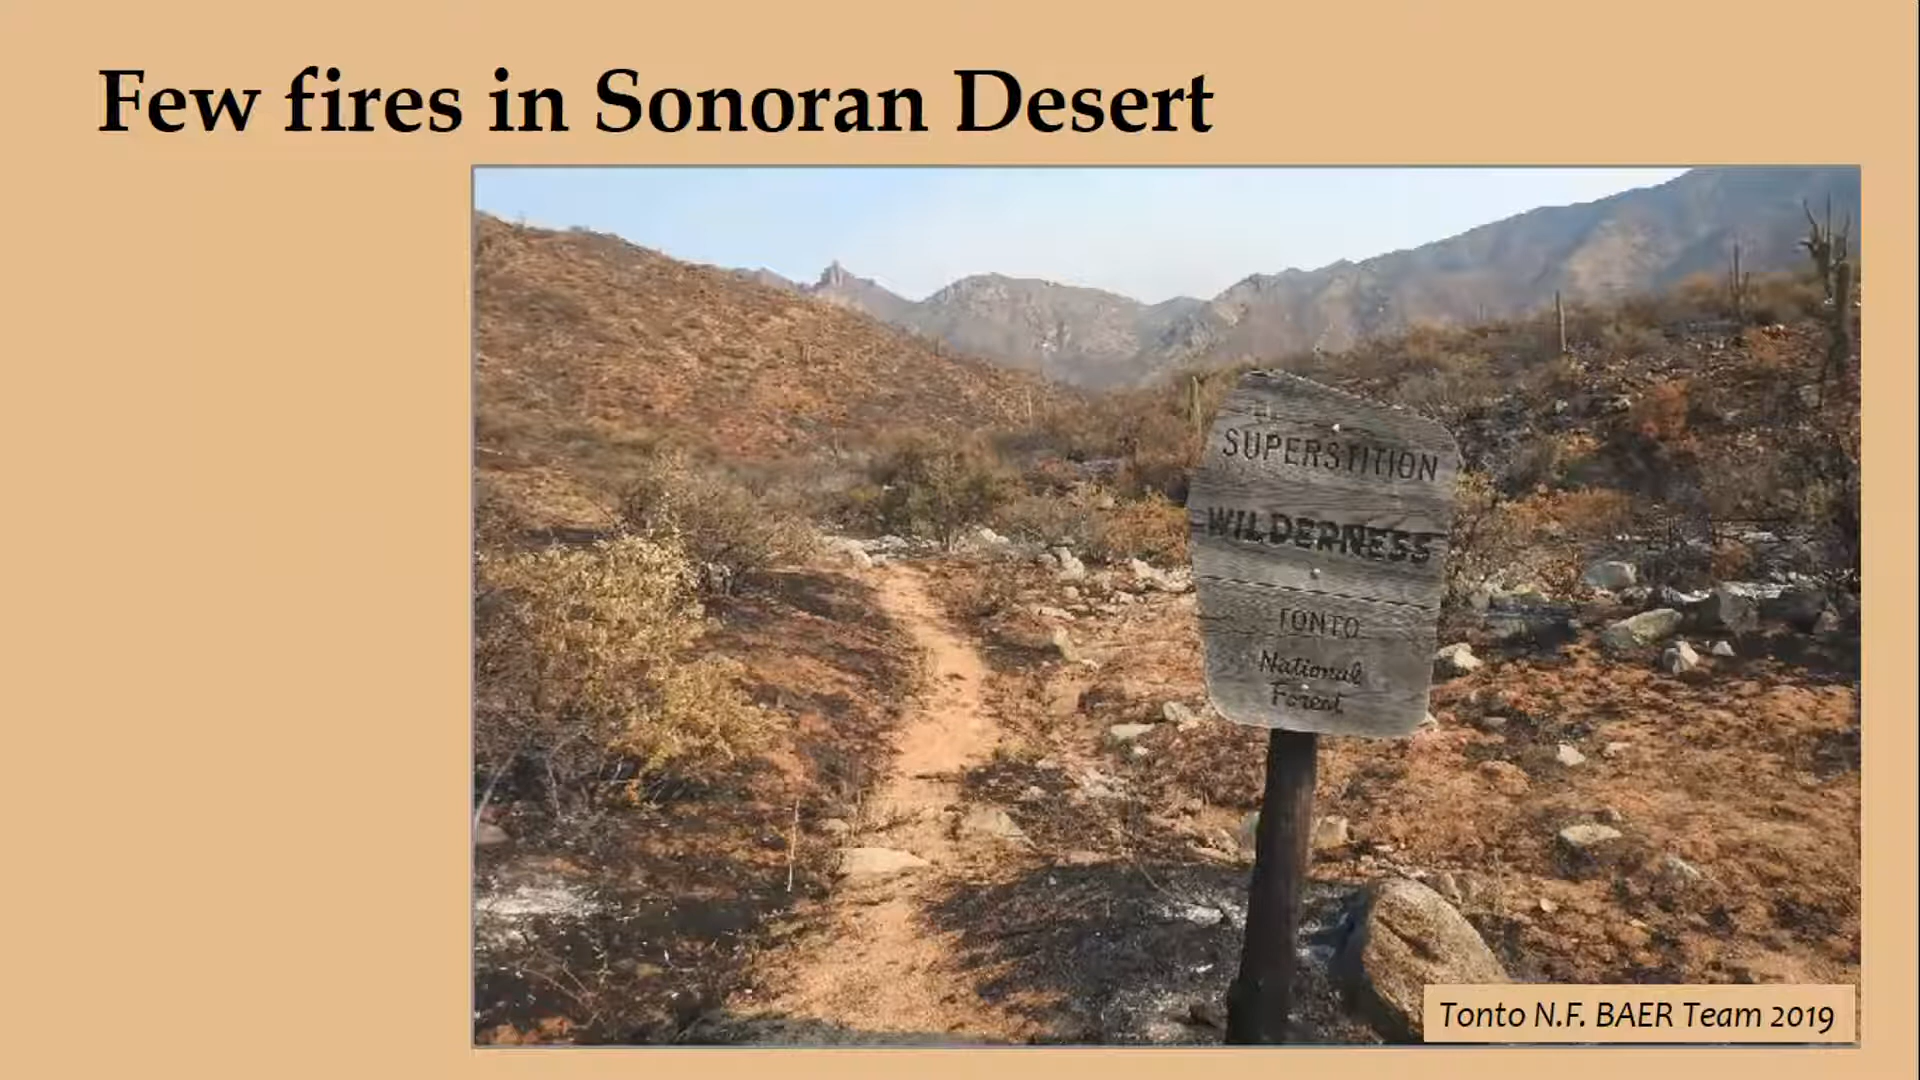 Few fires in Sonoran Desert
SUPERSTITION
WILDERNESS
TONTO
National
Forest
Tonto N.F. BAER Team 2019